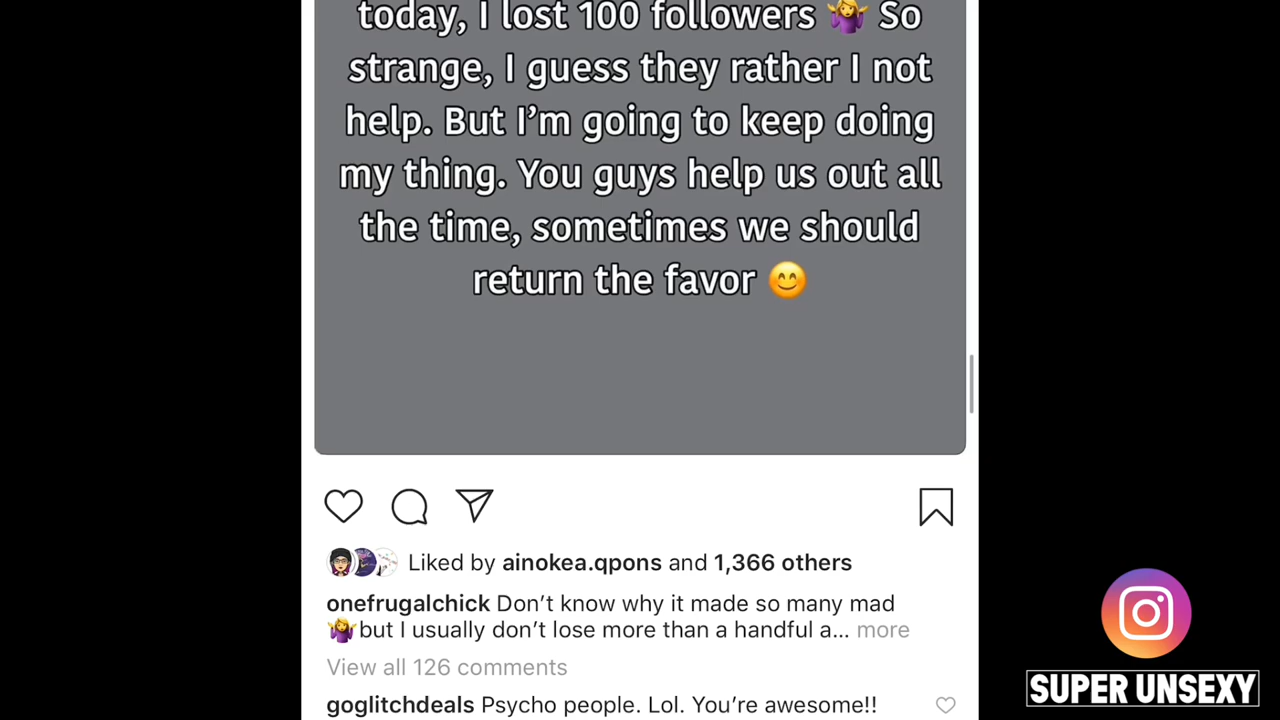 today, I lost 100 followers 🤷‍♀️ So
strange, I guess they rather I not
help. But I’m going to keep doing
my thing. You guys help us out all
the time, sometimes we should
return the favor 😊
Liked by ainokea.qpons and 1,366 others
onefrugalchick Don’t know why it made so many mad
🤷‍♀️but I usually don’t lose more than a handful a... more
View all 126 comments
goglitchdeals Psycho people. Lol. You’re awesome!!
SUPER UNSEXY